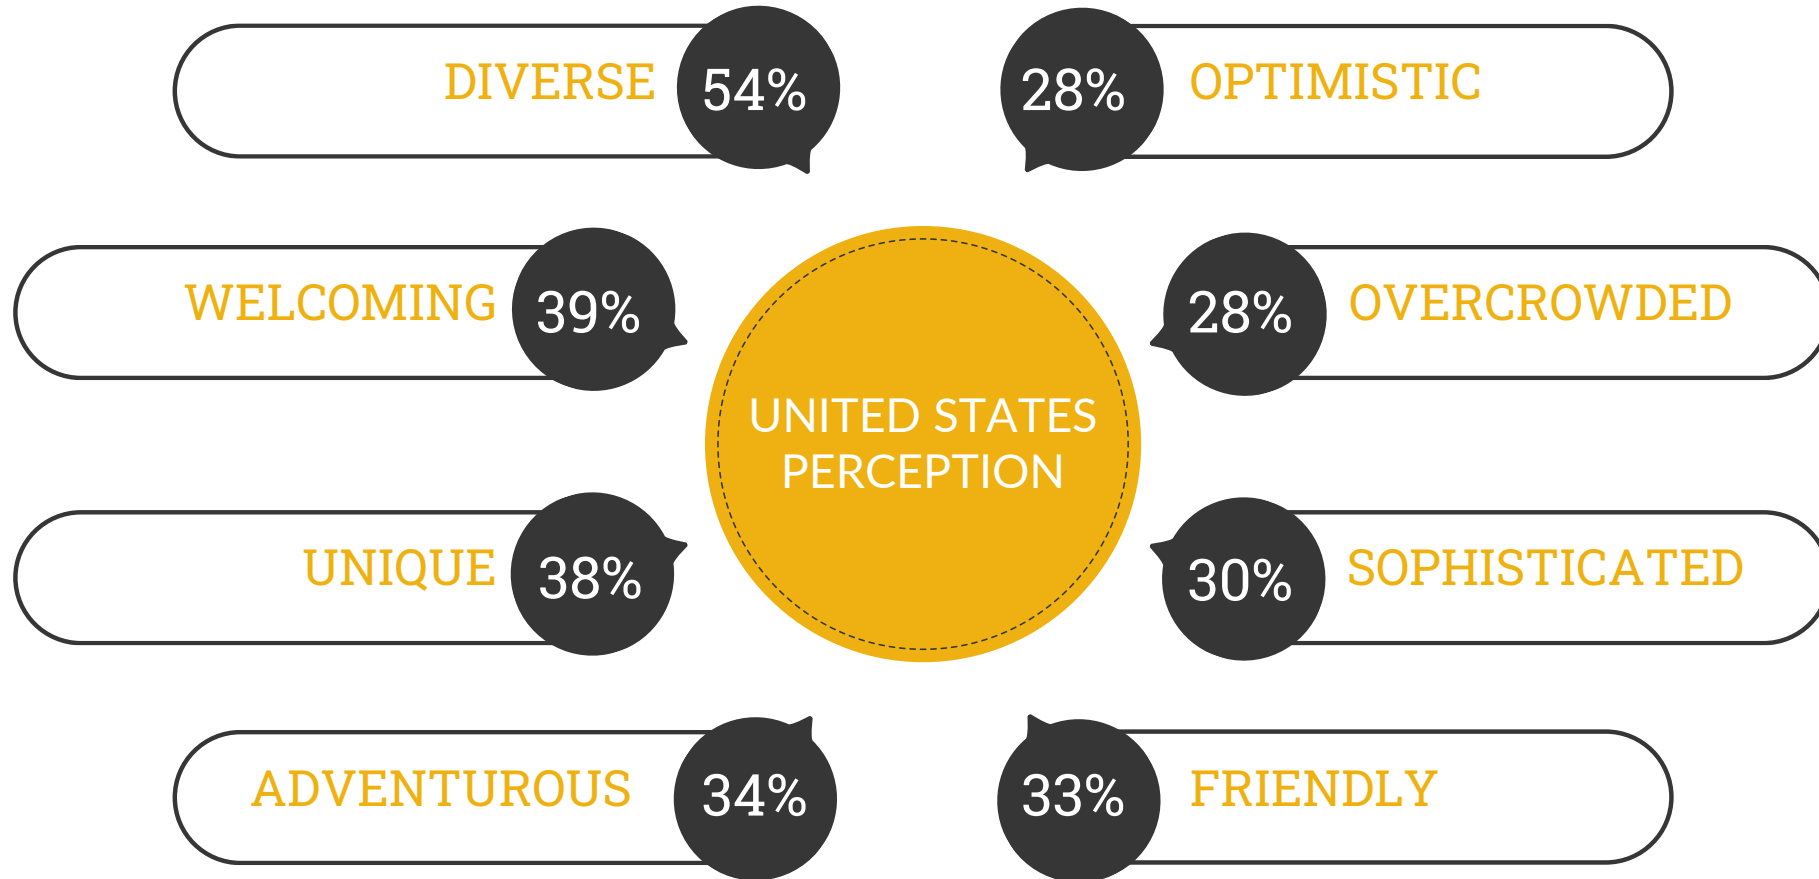 DIVERSE 54%
28% OPTIMISTIC
WELCOMING 39%
28% OVERCROWDED
UNITED STATES
PERCEPTION
UNIQUE 38%
30% SOPHISTICATED
ADVENTUROUS 34%
33% FRIENDLY